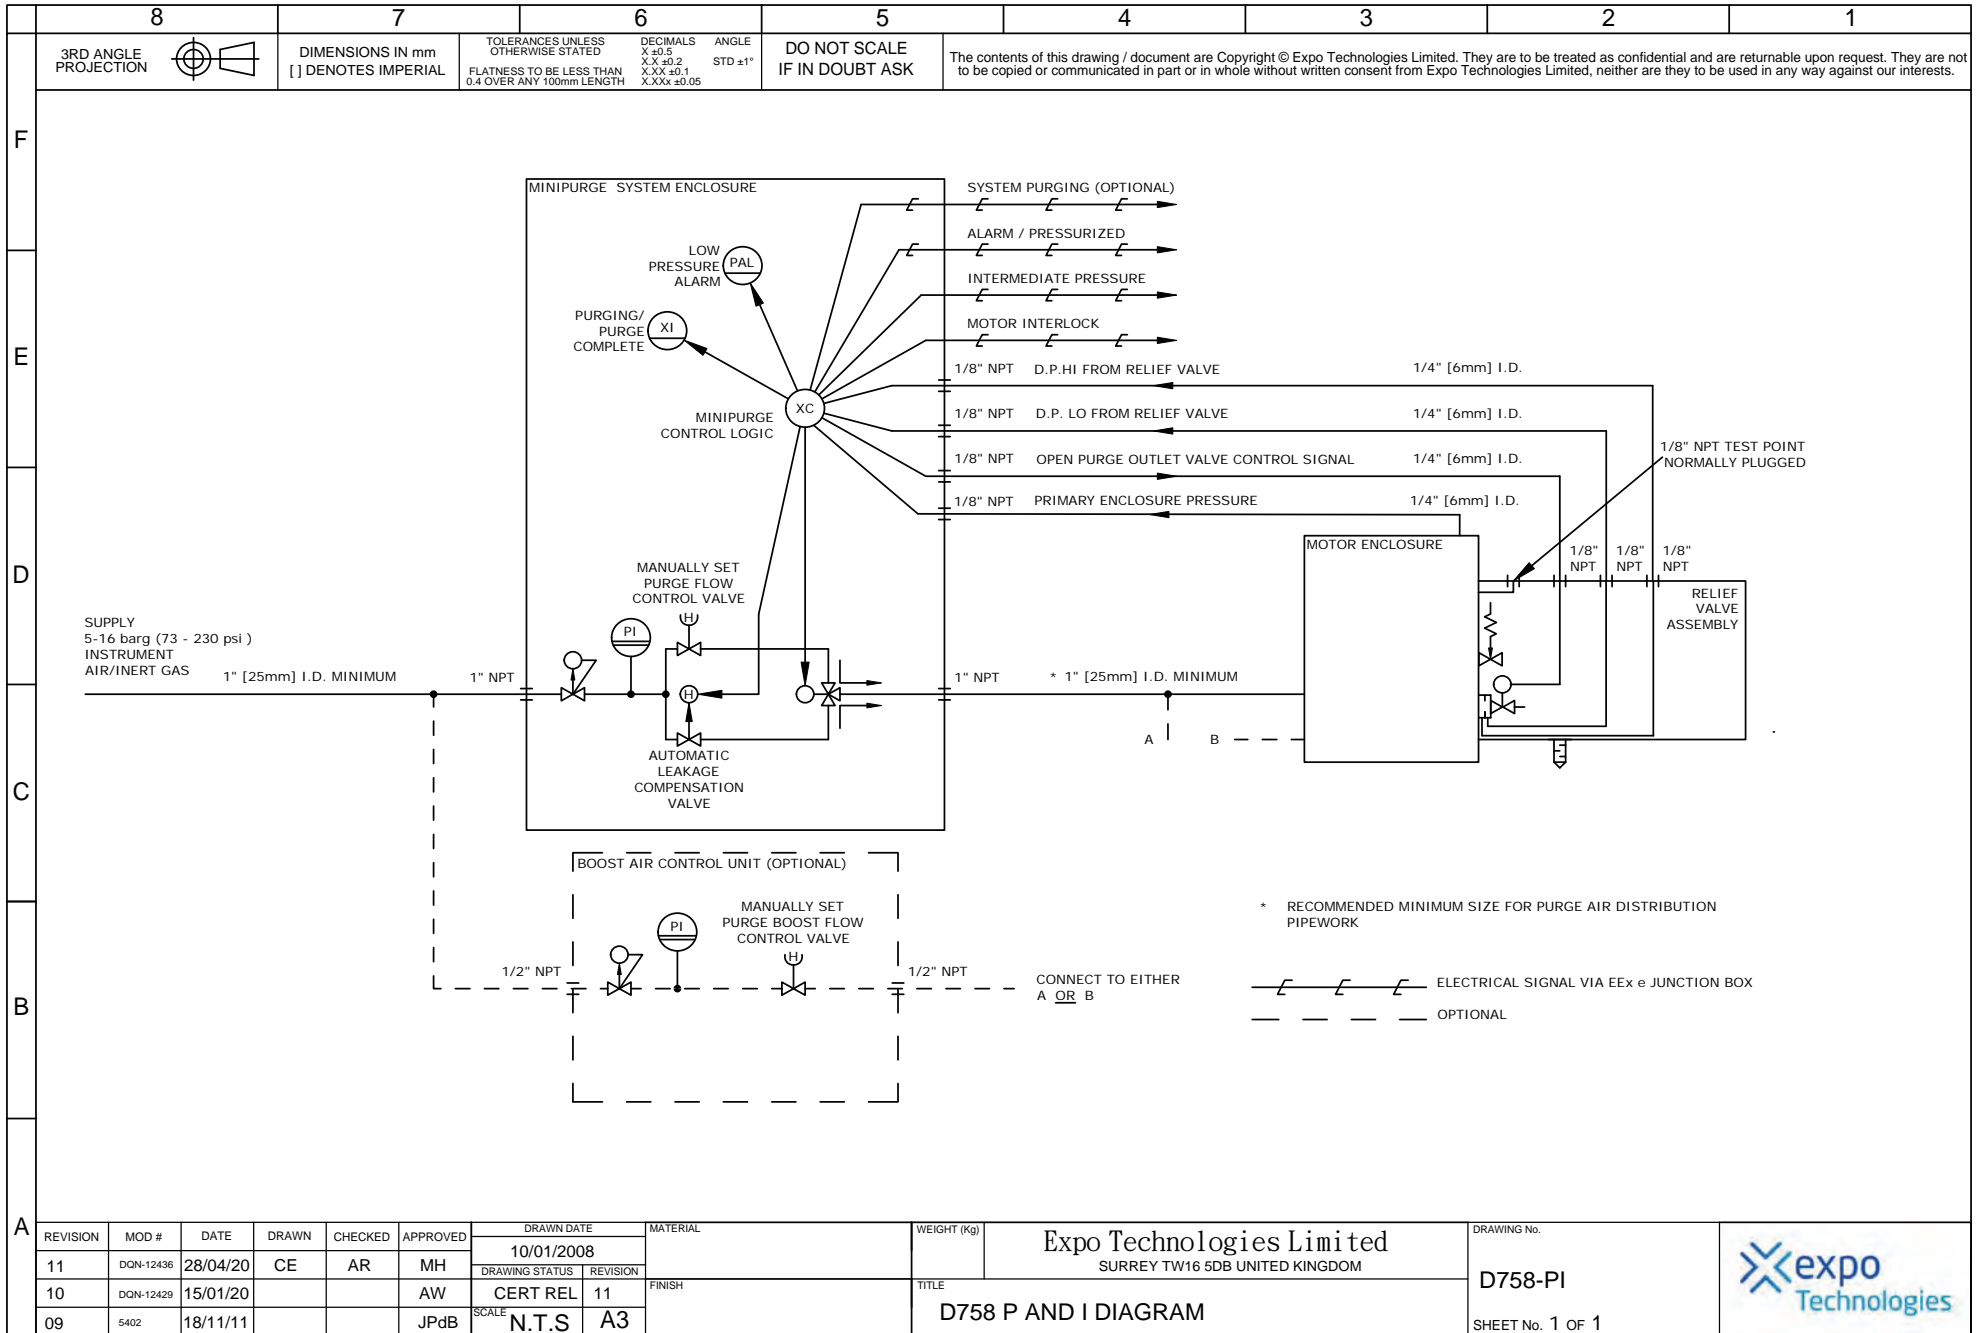 8 7 6 5 4 3 2 1
3RD ANGLE
PROJECTION
DIMENSIONS IN mm
[ ] DENOTES IMPERIAL
TOLERANCES UNLESS
OTHERWISE STATED
FLATNESS TO BE LESS THAN
0.4 OVER ANY 100mm LENGTH
DECIMALS
X ±0.5
X.X ±0.2
X.XX ±0.1
X.XXx ±0.05
ANGLE
STD ±1°
DO NOT SCALE
IF IN DOUBT ASK
The contents of this drawing / document are Copyright © Expo Technologies Limited. They are to be treated as confidential and are returnable upon request. They are not
to be copied or communicated in part or in whole without written consent from Expo Technologies Limited, neither are they to be used in any way against our interests.
F
E
D
C
B
A
MINIPURGE SYSTEM ENCLOSURE
SYSTEM PURGING (OPTIONAL)
ALARM / PRESSURIZED
INTERMEDIATE PRESSURE
MOTOR INTERLOCK
LOW
PRESSURE
ALARM
PAL
PURGING/
PURGE
COMPLETE
XI
MINIPURGE
CONTROL LOGIC
XC
1/8" NPT D.P.HI FROM RELIEF VALVE 1/4" [6mm] I.D.
1/8" NPT D.P. LO FROM RELIEF VALVE 1/4" [6mm] I.D.
1/8" NPT OPEN PURGE OUTLET VALVE CONTROL SIGNAL 1/4" [6mm] I.D.
1/8" NPT PRIMARY ENCLOSURE PRESSURE 1/4" [6mm] I.D.
1/8" NPT TEST POINT
NORMALLY PLUGGED
MOTOR ENCLOSURE
1/8"
NPT
1/8"
NPT
1/8"
NPT
RELIEF
VALVE
ASSEMBLY
MANUALLY SET
PURGE FLOW
CONTROL VALVE
H
PI
H
SUPPLY
5-16 barg (73 - 230 psi )
INSTRUMENT
AIR/INERT GAS
1" [25mm] I.D. MINIMUM
1" NPT
1" NPT
* 1" [25mm] I.D. MINIMUM
A
B
AUTOMATIC
LEAKAGE
COMPENSATION
VALVE
BOOST AIR CONTROL UNIT (OPTIONAL)
MANUALLY SET
PURGE BOOST FLOW
CONTROL VALVE
PI
H
1/2" NPT
1/2" NPT
CONNECT TO EITHER
A OR B
* RECOMMENDED MINIMUM SIZE FOR PURGE AIR DISTRIBUTION
PIPEWORK
ELECTRICAL SIGNAL VIA EEx e JUNCTION BOX
OPTIONAL
REVISION MOD # DATE DRAWN CHECKED APPROVED
11 DQN-12436 28/04/20 CE AR MH
10 DQN-12429 15/01/20 AW
09 5402 18/11/11 JPdB
DRAWN DATE
10/01/2008
DRAWING STATUS REVISION
CERT REL 11
SCALE N.T.S A3
MATERIAL
FINISH
WEIGHT (Kg)
Expo Technologies Limited
SURREY TW16 5DB UNITED KINGDOM
TITLE
D758 P AND I DIAGRAM
DRAWING No.
D758-PI
SHEET No. 1 OF 1
expo
Technologies